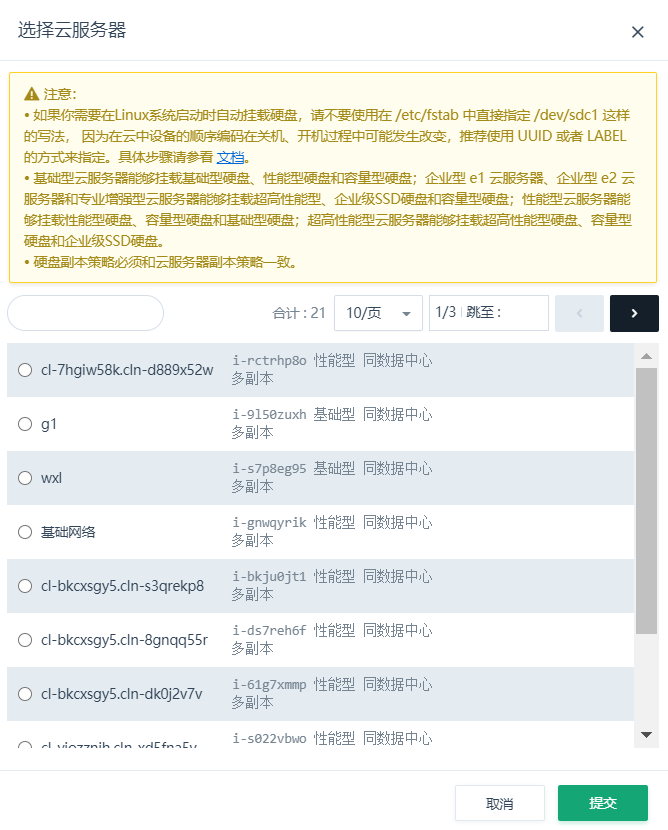 选择云服务器
注意:
• 如果你需要在Linux系统启动时自动挂载硬盘，请不要使用在 /etc/fstab 中直接指定 /dev/sdc1 这样
的写法， 因为在云中设备的顺序编码在关机、开机过程中可能发生改变，推荐使用 UUID 或者 LABEL
的方式来指定。具体步骤请参看 文档。
• 基础型云服务器能够挂载基础型硬盘、性能型硬盘和容量型硬盘；企业型 e1 云服务器、企业型 e2 云
服务器和专业增强型云服务器能够挂载超高性能型、企业级SSD硬盘和容量型硬盘；性能型云服务器能
够挂载性能型硬盘、容量型硬盘和基础型硬盘；超高性能型云服务器能够挂载超高性能型硬盘、容量型
硬盘和企业级SSD硬盘。
• 硬盘副本策略必须和云服务器副本策略一致。
合计 : 21 10/页 1/3 跳至 :
cl-7hgiw58k.cln-d889x52w i-rctrhp8o 性能型 同数据中心
多副本
g1 i-9l50zuxh 基础型 同数据中心
多副本
wxl i-s7p8eg95 基础型 同数据中心
多副本
基础网络 i-gnwqyrik 性能型 同数据中心
多副本
cl-bkcxsgy5.cln-s3qrekp8 i-bkju0jt1 性能型 同数据中心
多副本
cl-bkcxsgy5.cln-8gnqq55r i-ds7reh6f 性能型 同数据中心
多副本
cl-bkcxsgy5.cln-dk0j2v7v i-61g7xmmp 性能型 同数据中心
多副本
i-s022vbwo 性能型 同数据中心
取消 提交